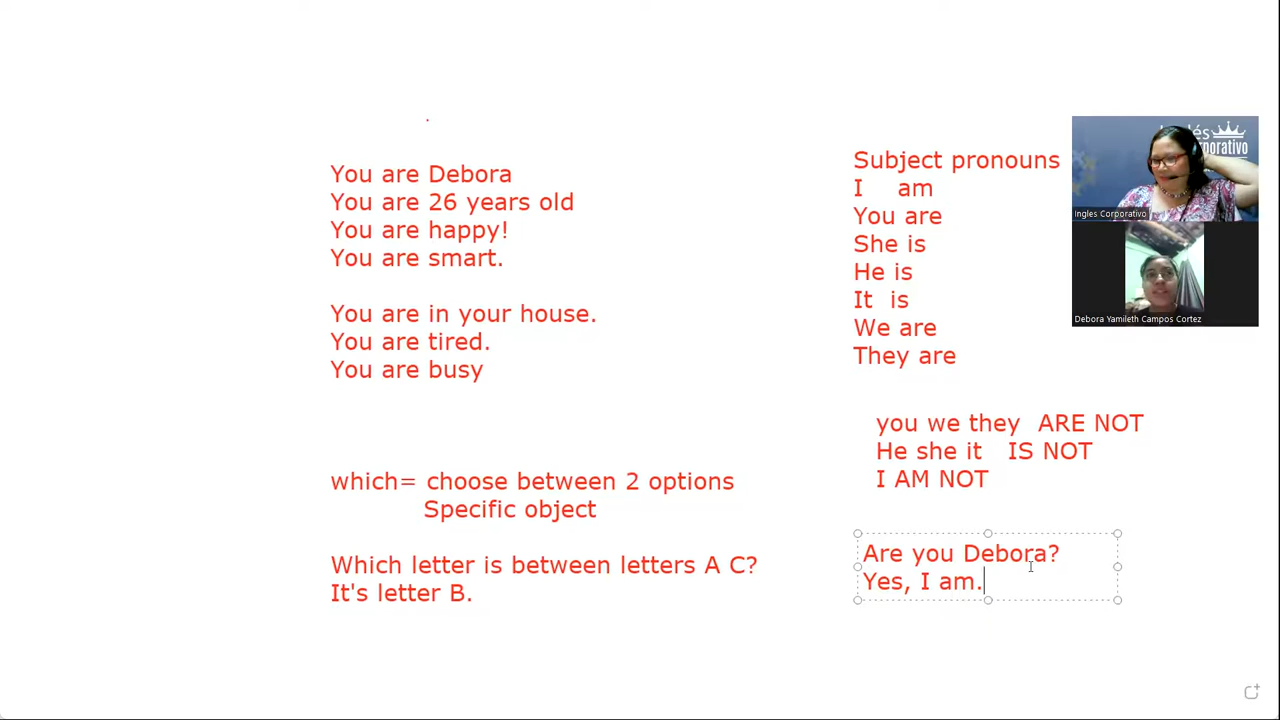 You are Debora
You are 26 years old
You are happy!
You are smart.
You are in your house.
You are tired.
You are busy
which= choose between 2 options
Specific object
Which letter is between letters A C?
It's letter B.
Subject pronouns
I am
You are
She is
He is
It is
We are
They are
you we they ARE NOT
He she it IS NOT
I AM NOT
Are you Debora?
Yes, I am.
Ingles Corporativo
Debora Yamileth Campos Cortez